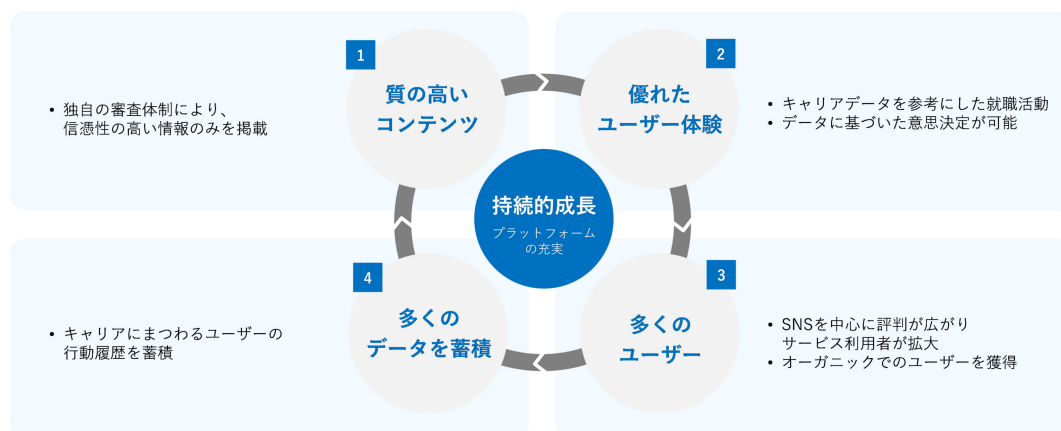 1
質の高い
コンテンツ
• 独自の審査体制により、
信憑性の高い情報のみを掲載
2
優れた
ユーザー体験
• キャリアデータを参考にした就職活動
• データに基づいた意思決定が可能
持続的成長
プラットフォーム
の充実
4
多くの
データを蓄積
• キャリアにまつわるユーザーの
行動履歴を蓄積
3
多くの
ユーザー
• SNSを中心に評判が広がり
サービス利用者が拡大
• オーガニックでのユーザーを獲得